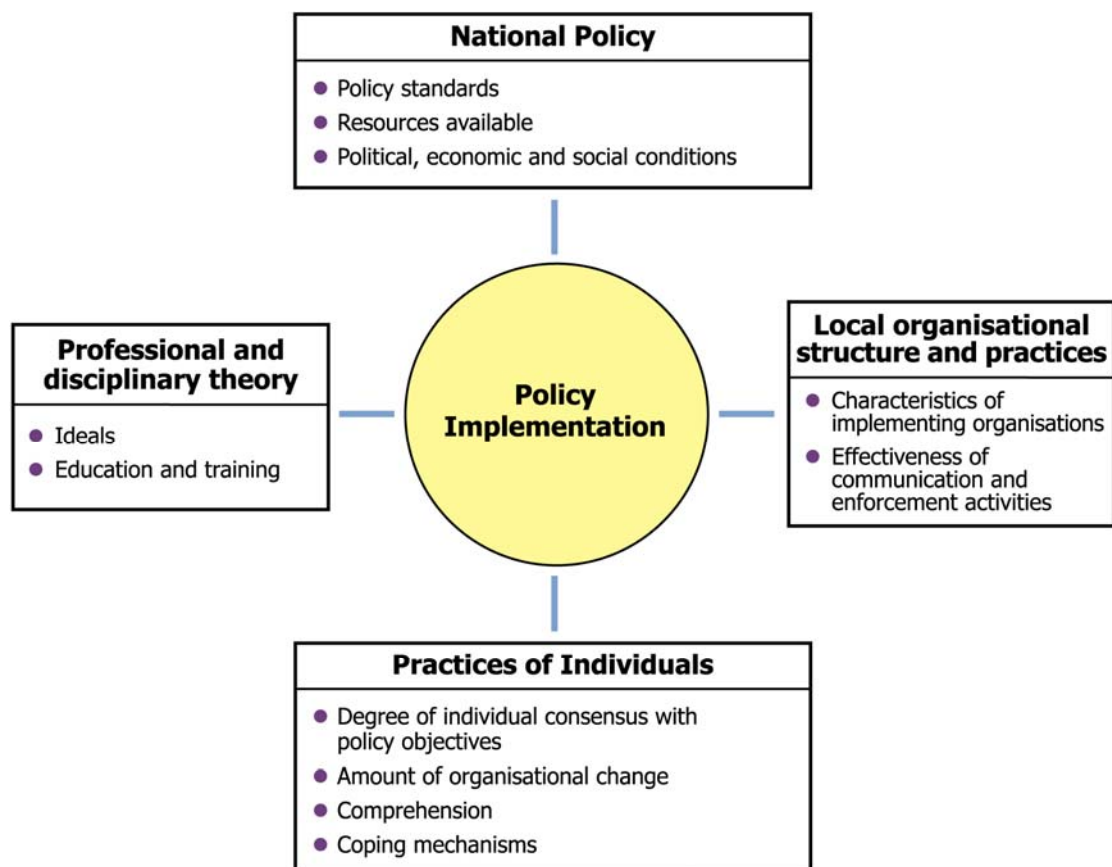 National Policy
Policy standards
Resources available
Political, economic and social conditions
Professional and
disciplinary theory
Ideals
Education and training
Policy
Implementation
Local organisational
structure and practices
Characteristics of
implementing organisations
Effectiveness of
communication and
enforcement activities
Practices of Individuals
Degree of individual consensus with
policy objectives
Amount of organisational change
Comprehension
Coping mechanisms